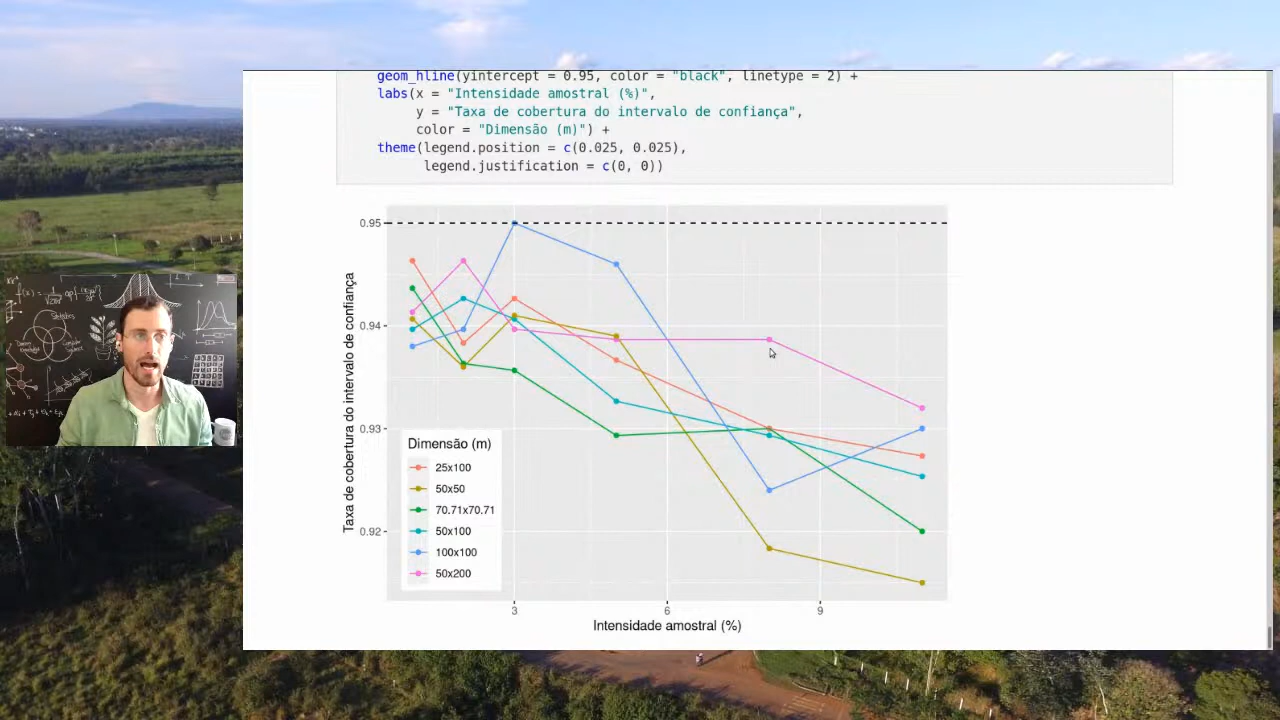 geom_hline(yintercept = 0.95, color = "black", linetype = 2) +
labs(x = "Intensidade amostral (%)",
y = "Taxa de cobertura do intervalo de confiança",
color = "Dimensão (m)") +
theme(legend.position = c(0.025, 0.025),
legend.justification = c(0, 0))
Taxa de cobertura do intervalo de confiança
0.95
0.94
0.93
0.92
Dimensão (m)
25x100
50x50
70.71x70.71
50x100
100x100
50x200
3
6
9
Intensidade amostral (%)
Statistics